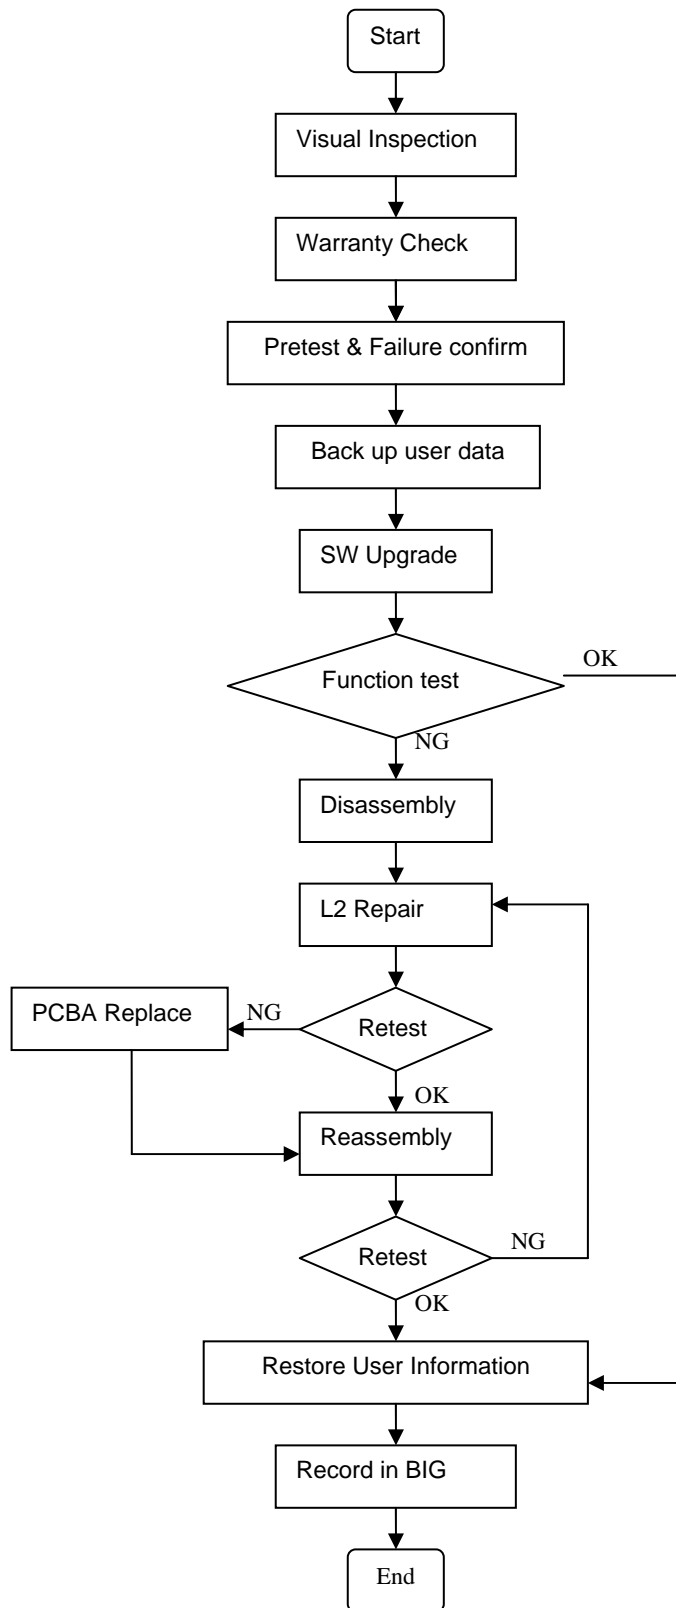 Start
Visual Inspection
Warranty Check
Pretest & Failure confirm
Back up user data
SW Upgrade
Function test
OK
NG
Disassembly
L2 Repair
PCBA Replace
NG
Retest
OK
Reassembly
Retest
NG
OK
Restore User Information
Record in BIG
End